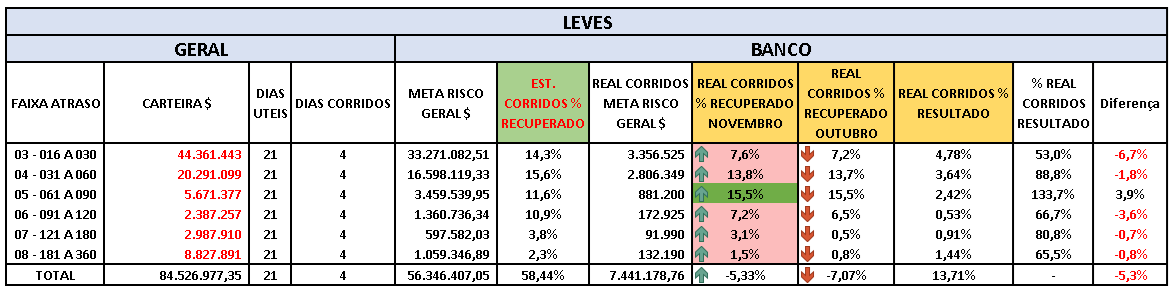 LEVES
GERAL BANCO
FAIXA ATRASO CARTEIRA $ DIAS UTEIS DIAS CORRIDOS META RISCO GERAL $ EST. CORRIDOS % RECUPERADO REAL CORRIDOS META RISCO GERAL $ REAL CORRIDOS % RECUPERADO NOVEMBRO REAL CORRIDOS % RECUPERADO OUTUBRO REAL CORRIDOS % RESULTADO % REAL CORRIDOS RESULTADO Diferença
03 - 016 A 030 44.361.443 21 4 33.271.082,51 14,3% 3.356.525 7,6% 7,2% 4,78% 53,0% -6,7%
04 - 031 A 060 20.291.099 21 4 16.598.119,33 15,6% 2.806.349 13,8% 13,7% 3,64% 88,8% -1,8%
05 - 061 A 090 5.671.377 21 4 3.459.539,95 11,6% 881.200 15,5% 15,5% 2,42% 133,7% 3,9%
06 - 091 A 120 2.387.257 21 4 1.360.736,34 10,9% 172.925 7,2% 6,5% 0,53% 66,7% -3,6%
07 - 121 A 180 2.987.910 21 4 597.582,03 3,8% 91.990 3,1% 0,5% 0,91% 80,8% -0,7%
08 - 181 A 360 8.827.891 21 4 1.059.346,89 2,3% 132.190 1,5% 0,8% 1,44% 65,5% -0,8%
TOTAL 84.526.977,35 21 4 56.346.407,05 58,44% 7.441.178,76 -5,33% -7,07% 13,71% - -5,3%